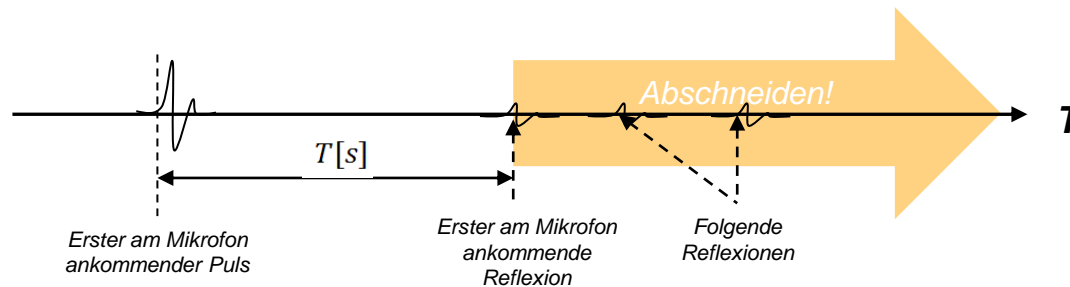 Abschneiden!
T
T[s]
Erster am Mikrofon
ankommender Puls
Erster am Mikrofon
ankommende
Reflexion
Folgende
Reflexionen